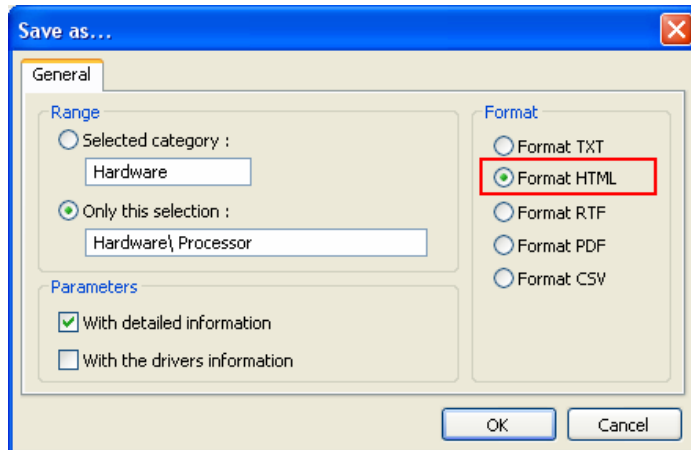 Save as...
General
Range
Selected category :
Hardware
Only this selection :
Hardware\ Processor
Parameters
With detailed information
With the drivers information
Format
Format TXT
Format HTML
Format RTF
Format PDF
Format CSV
OK
Cancel